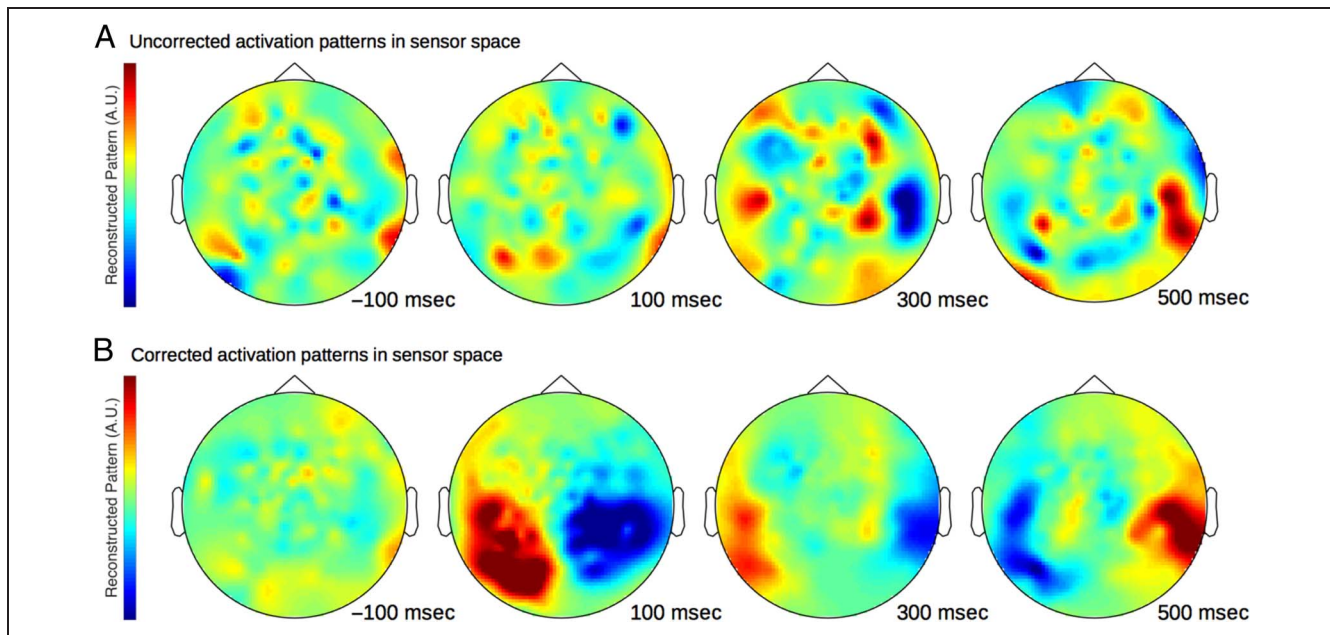 A Uncorrected activation patterns in sensor space
Reconstructed Pattern (A.U.)
−100 msec
100 msec
300 msec
500 msec
B Corrected activation patterns in sensor space
Reconstructed Pattern (A.U.)
−100 msec
100 msec
300 msec
500 msec